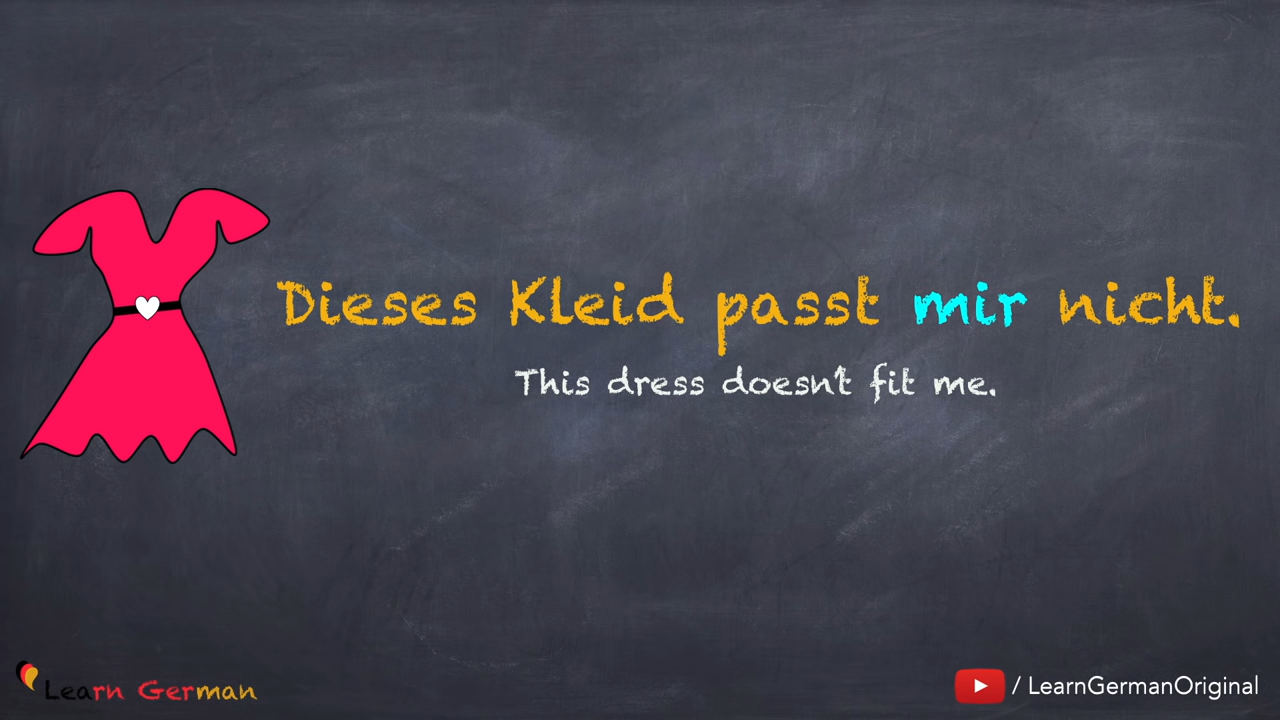 Dieses Kleid passt mir nicht.
This dress doesn't fit me.
Learn German
/ LearnGermanOriginal